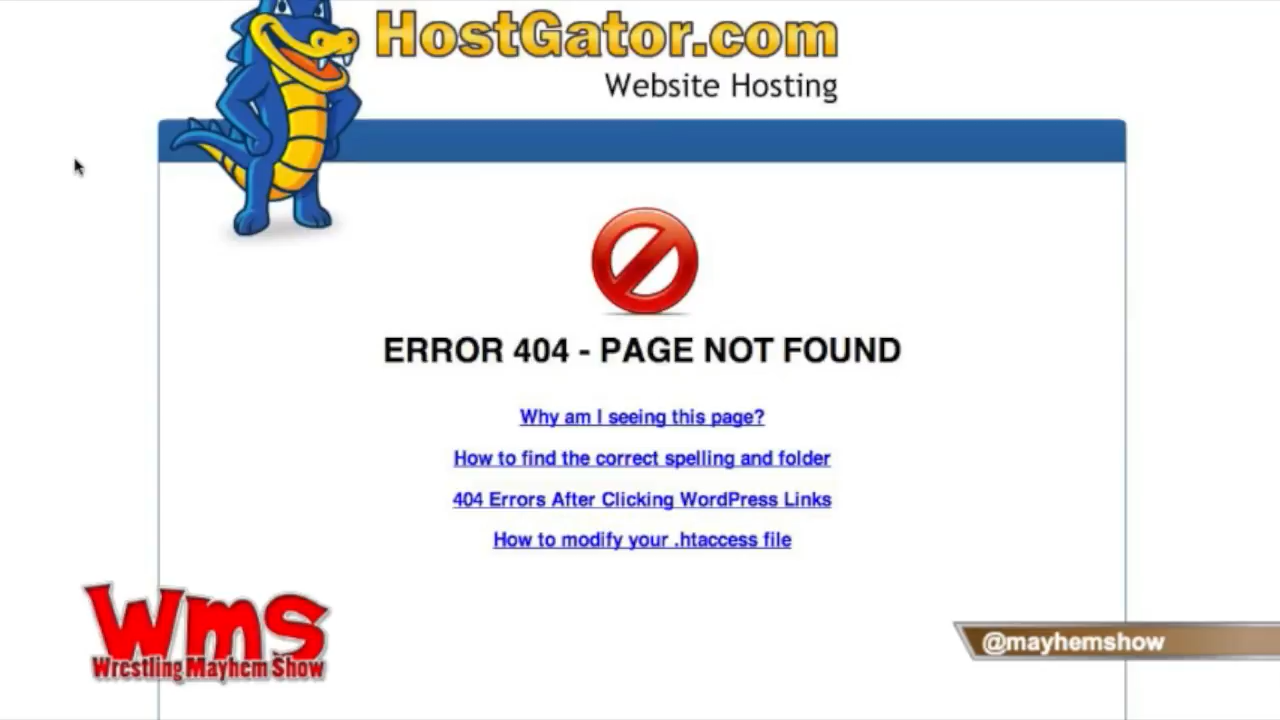 HostGator.com
Website Hosting
ERROR 404 - PAGE NOT FOUND
Why am I seeing this page?
How to find the correct spelling and folder
404 Errors After Clicking WordPress Links
How to modify your .htaccess file
WmS
Wrestling Mayhem Show
@mayhemshow